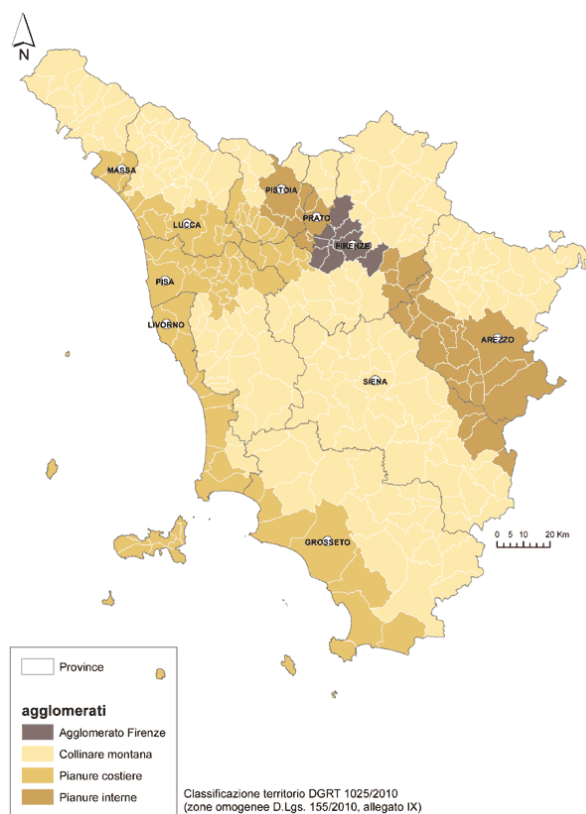 N
MASSA
PISTOIA
PRATO
LUCCA
FIRENZE
PISA
LIVORNO
AREZZO
SIENA
GROSSETO
0 5 10 20 Km
Province
agglomerati
Agglomerato Firenze
Collinare montana
Pianure costiere
Pianure interne
Classificazione territorio DGRT 1025/2010
(zone omogenee D.Lgs. 155/2010, allegato IX)